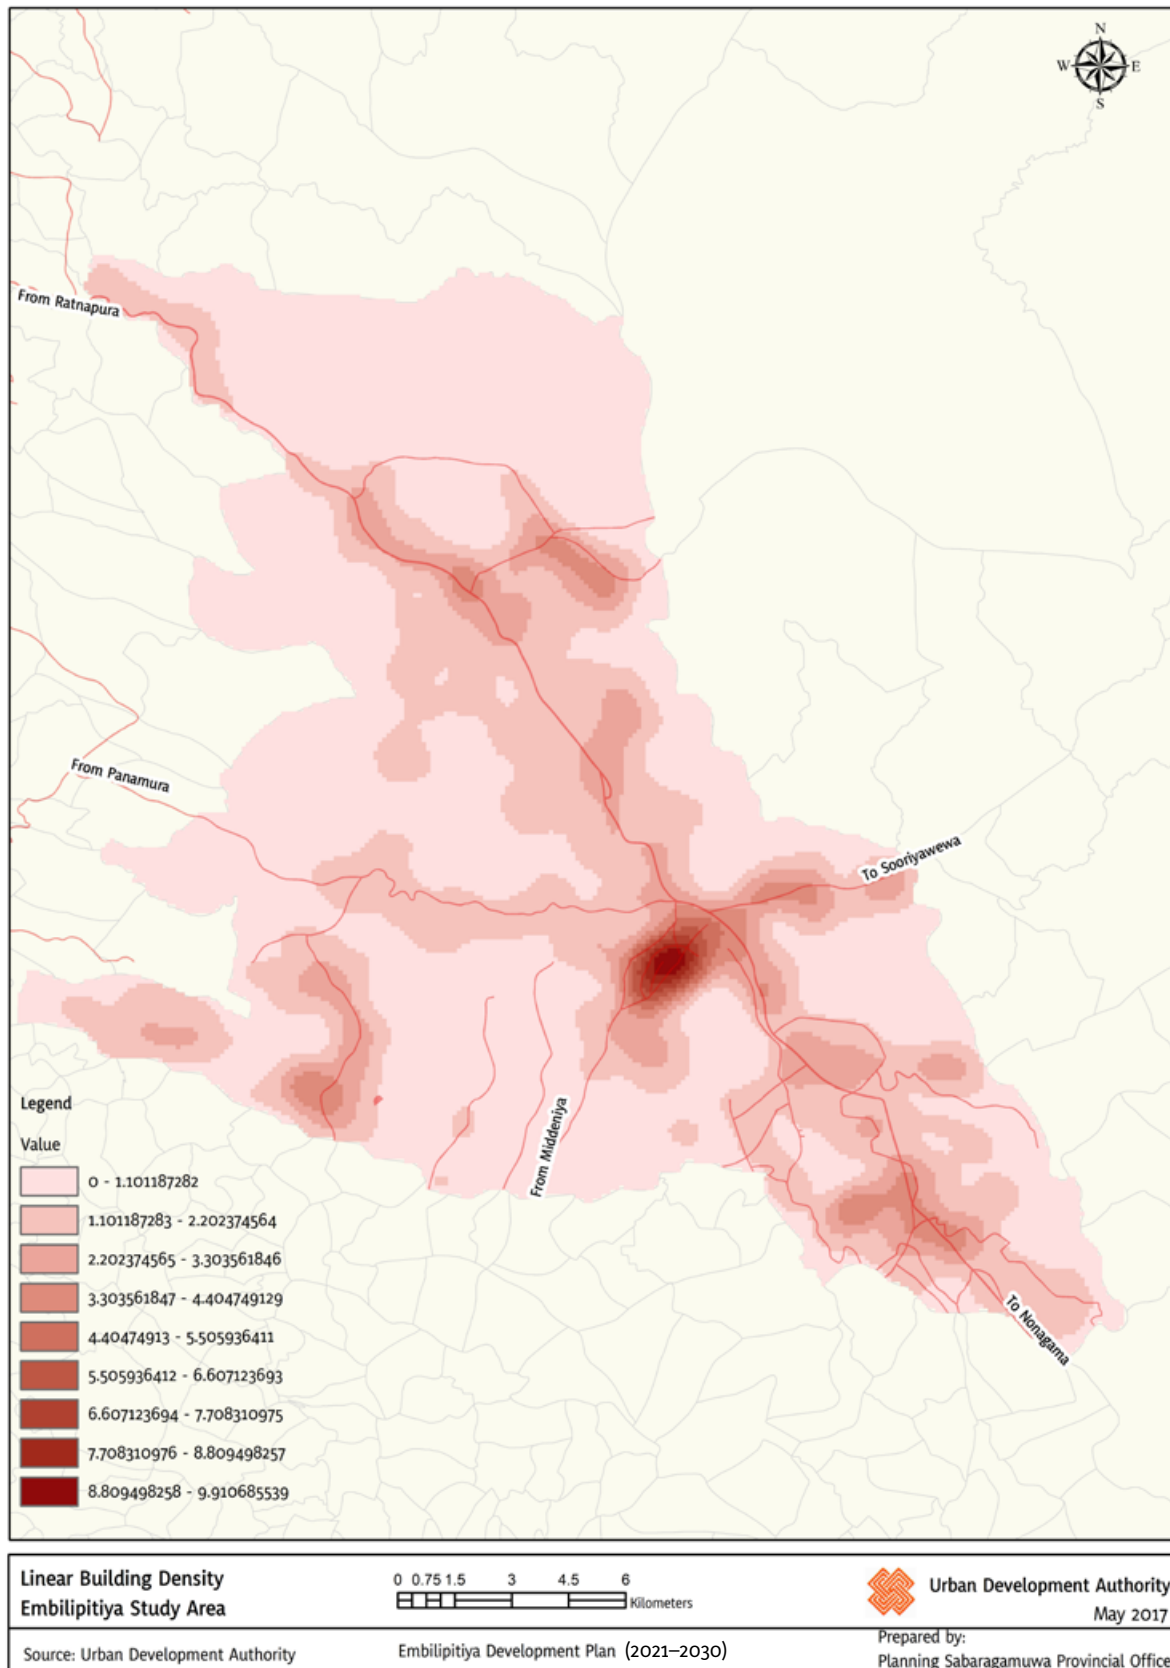 N
W E
S
From Ratnapura
From Panamura
To Sooriyawewa
From Middeniya
To Nonagama
Legend
Value
0 - 1.101187282
1.101187283 - 2.202374564
2.202374565 - 3.303561846
3.303561847 - 4.404749129
4.40474913 - 5.505936411
5.505936412 - 6.607123693
6.607123694 - 7.708310975
7.708310976 - 8.809498257
8.809498258 - 9.910685539
Linear Building Density
Embilipitiya Study Area
0 0.75 1.5 3 4.5 6
Kilometers
Urban Development Authority
May 2017
Source: Urban Development Authority
Embilipitiya Development Plan (2021–2030)
Prepared by:
Planning Sabaragamuwa Provincial Office